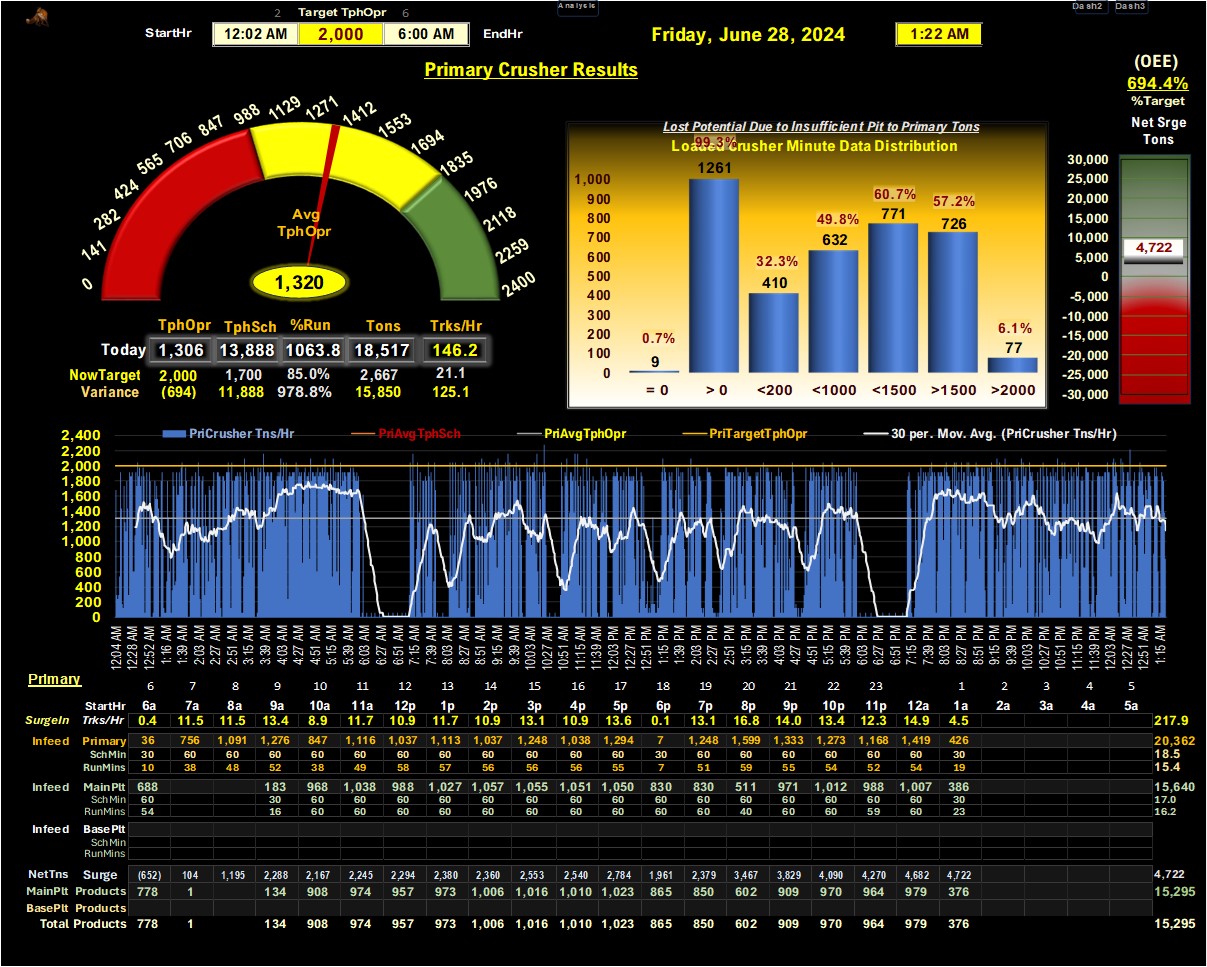 2 Target TphOpr 6 Analysis Dash2 Dash3
StartHr 12:02 AM 2,000 6:00 AM EndHr Friday, June 28, 2024 1:22 AM
Primary Crusher Results
(OEE)
694.4%
%Target
Net Srge
Tons
0 141 282 424 565 706 847 988 1129 1271 1412 1553 1694 1835 1976 2118 2259 2400
Avg
TphOpr
1,320
TphOpr TphSch %Run Tons Trks/Hr
Today 1,306 13,888 1063.8 18,517 146.2
NowTarget 2,000 1,700 85.0% 2,667 21.1
Variance (694) 11,888 978.8% 15,850 125.1
Lost Potential Due to Insufficient Pit to Primary Tons
Loaded Crusher Minute Data Distribution
1,000
900
800
700
600
500
400
300
200
100
0
0.7% 99.3% 32.3% 49.8% 60.7% 57.2% 6.1%
9 1261 410 632 771 726 77
= 0 > 0 <200 <1000 <1500 >1500 >2000
30,000
25,000
20,000
15,000
10,000
5,000
0
-5,000
-10,000
-15,000
-20,000
-25,000
-30,000
4,722
PriCrusher Tns/Hr PriAvgTphSch PriAvgTphOpr PriTargetTphOpr 30 per. Mov. Avg. (PriCrusher Tns/Hr)
2,400
2,200
2,000
1,800
1,600
1,400
1,200
1,000
800
600
400
200
0
12:04 AM 12:28 AM 12:52 AM 1:16 AM 1:39 AM 2:03 AM 2:27 AM 2:51 AM 3:15 AM 3:39 AM 4:03 AM 4:27 AM 4:51 AM 5:15 AM 5:39 AM 6:03 AM 6:27 AM 7:15 AM 7:39 AM 8:03 AM 8:27 AM 8:51 AM 9:15 AM 9:39 AM 10:03 AM 10:27 AM 10:51 AM 11:15 AM 11:39 AM 12:03 PM 12:27 PM 12:51 PM 1:15 PM 1:39 PM 2:03 PM 2:27 PM 2:51 PM 3:15 PM 3:39 PM 4:03 PM 4:27 PM 4:51 PM 5:15 PM 5:39 PM 6:03 PM 6:27 PM 7:15 PM 7:39 PM 8:03 PM 8:27 PM 8:51 PM 9:15 PM 9:39 PM 10:03 PM 10:27 PM 10:51 PM 11:15 PM 11:39 PM 12:03 AM 12:27 AM 12:51 AM 1:15 AM
Primary
6 7 8 9 10 11 12 13 14 15 16 17 18 19 20 21 22 23 1 2 3 4 5
StartHr 6a 7a 8a 9a 10a 11a 12p 1p 2p 3p 4p 5p 6p 7p 8p 9p 10p 11p 12a 1a 2a 3a 4a 5a
SurgeIn Trks/Hr 0.4 11.5 11.5 13.4 8.9 11.7 10.9 11.7 10.9 13.1 10.9 13.6 0.1 13.1 16.8 14.0 13.4 12.3 14.9 4.5 217.9
Infeed Primary 36 756 1,091 1,276 847 1,116 1,037 1,113 1,037 1,248 1,038 1,294 7 1,248 1,599 1,333 1,273 1,168 1,419 426 20,362
SchMin 30 60 60 60 60 60 60 60 60 60 60 60 30 60 60 60 60 60 60 30 18.5
RunMins 10 38 48 52 38 49 58 57 56 56 56 55 7 51 59 55 54 52 54 19 15.4
Infeed MainPlt 688 183 968 1,038 988 1,027 1,057 1,055 1,051 1,050 830 830 511 971 1,012 988 1,007 386 15,640
SchMin 60 30 60 60 60 60 60 60 60 60 60 60 60 60 60 60 60 30 17.0
RunMins 54 16 60 60 60 60 60 60 60 60 60 60 40 60 60 59 60 23 16.2
Infeed BasePlt
SchMin
RunMins
NetTns Surge (652) 104 1,195 2,288 2,167 2,245 2,294 2,380 2,360 2,553 2,540 2,784 1,961 2,379 3,467 3,829 4,090 4,270 4,682 4,722 4,722
MainPlt Products 778 1 134 908 974 957 973 1,006 1,016 1,010 1,023 865 850 602 909 970 964 979 376 15,295
BasePlt Products
Total Products 778 1 134 908 974 957 973 1,006 1,016 1,010 1,023 865 850 602 909 970 964 979 376 15,295